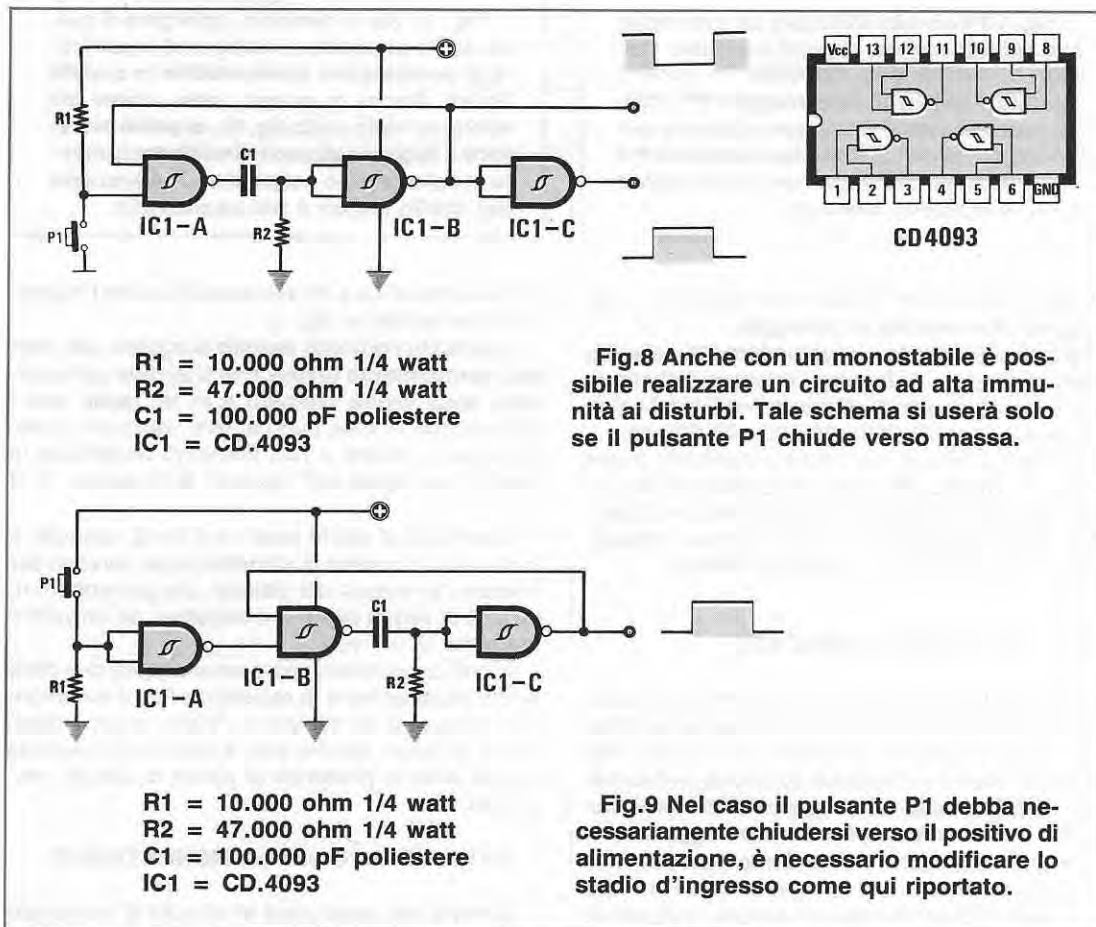 R1
P1
C1
R2
IC1-A
IC1-B
IC1-C
Vcc 13 12 11 10 9 8
1 2 3 4 5 6 GND
CD4093
R1 = 10.000 ohm 1/4 watt
R2 = 47.000 ohm 1/4 watt
C1 = 100.000 pF poliestere
IC1 = CD.4093
Fig.8 Anche con un monostabile è pos-
sibile realizzare un circuito ad alta immu-
nità ai disturbi. Tale schema si userà solo
se il pulsante P1 chiude verso massa.
P1
R1
IC1-A
IC1-B
C1
R2
IC1-C
R1 = 10.000 ohm 1/4 watt
R2 = 47.000 ohm 1/4 watt
C1 = 100.000 pF poliestere
IC1 = CD.4093
Fig.9 Nel caso il pulsante P1 debba ne-
cessariamente chiudersi verso il positivo di
alimentazione, è necessario modificare lo
stadio d'ingresso come qui riportato.